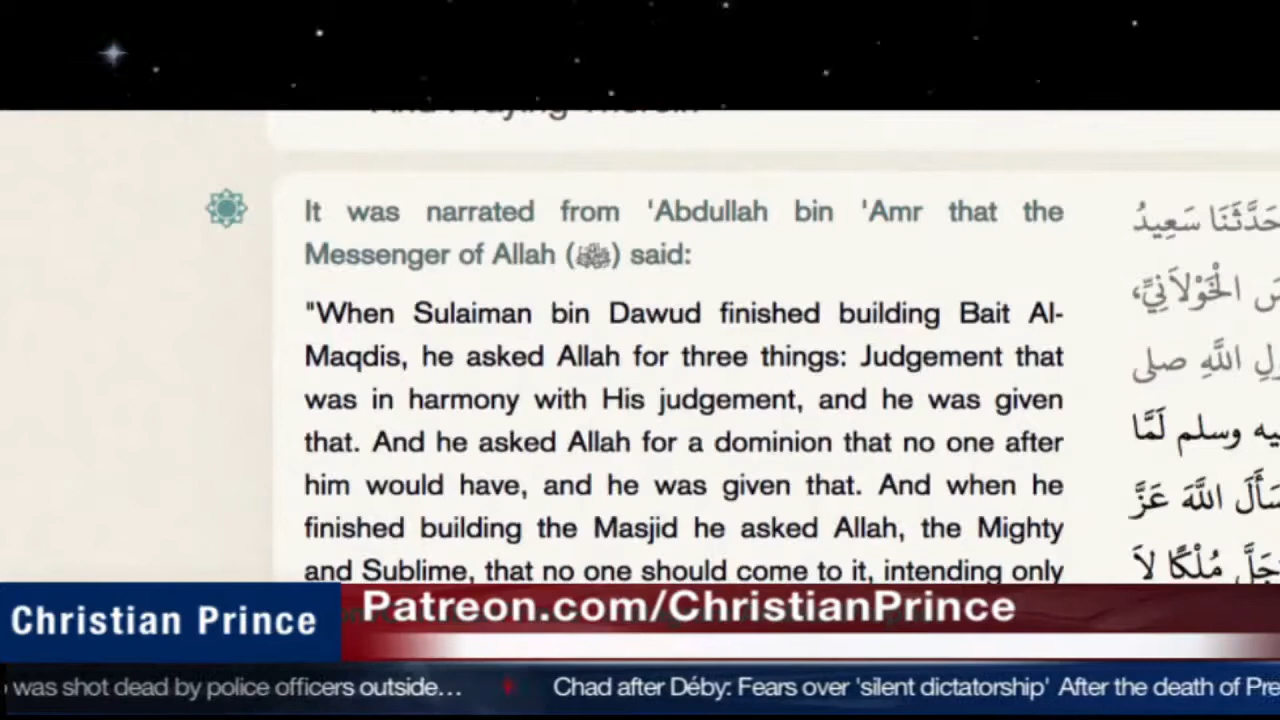 It was narrated from 'Abdullah bin 'Amr that the
Messenger of Allah (ﷺ) said:
"When Sulaiman bin Dawud finished building Bait Al-
Maqdis, he asked Allah for three things: Judgement that
was in harmony with His judgement, and he was given
that. And he asked Allah for a dominion that no one after
him would have, and he was given that. And when he
finished building the Masjid he asked Allah, the Mighty
and Sublime, that no one should come to it, intending only
حَدَّثَنَا سَعِيدُ
الْخَوْلاَنِيِّ،
اللَّهِ صلى
وسلم لَمَّا
اللَّهَ عَزَّ
مُلْكًا لاَ
Christian Prince
Patreon.com/ChristianPrince
was shot dead by police officers outside... Chad after Déby: Fears over 'silent dictatorship' After the death of